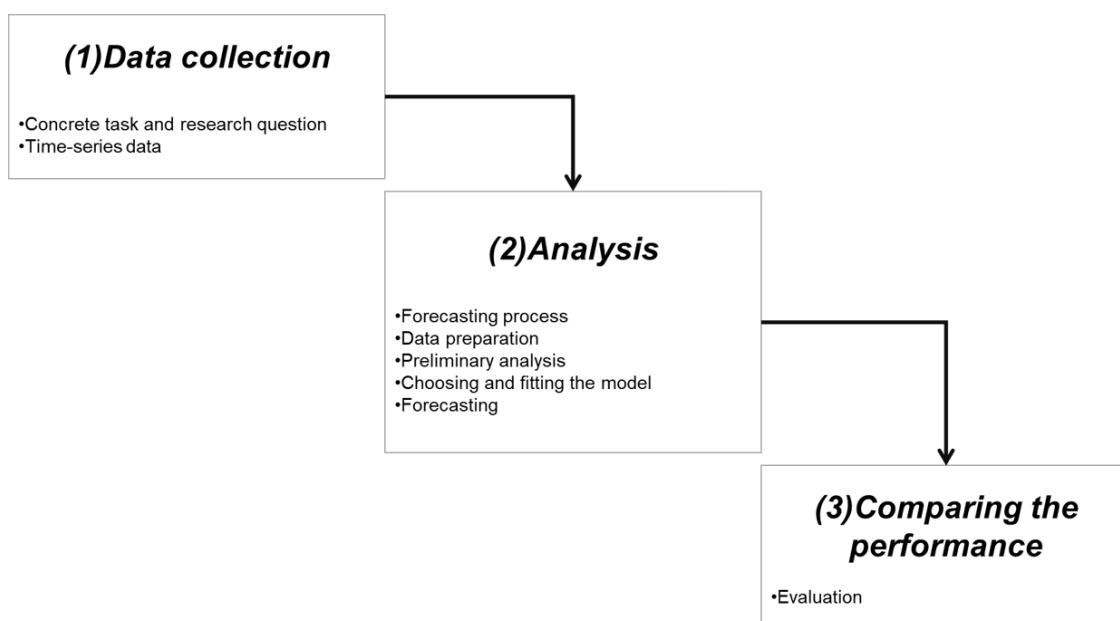 (1)Data collection
•Concrete task and research question
•Time-series data
(2)Analysis
•Forecasting process
•Data preparation
•Preliminary analysis
•Choosing and fitting the model
•Forecasting
(3)Comparing the
performance
•Evaluation